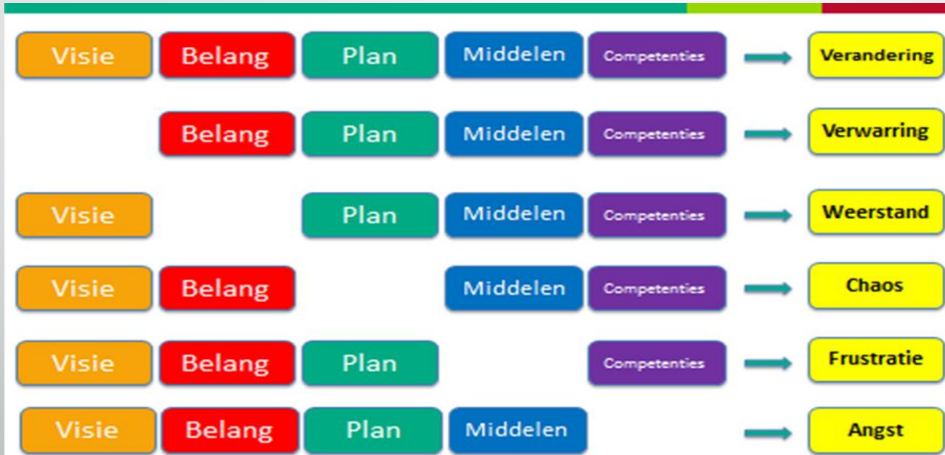 Visie Belang Plan Middelen Competenties Verandering
Belang Plan Middelen Competenties Verwarring
Visie Plan Middelen Competenties Weerstand
Visie Belang Middelen Competenties Chaos
Visie Belang Plan Competenties Frustratie
Visie Belang Plan Middelen Angst